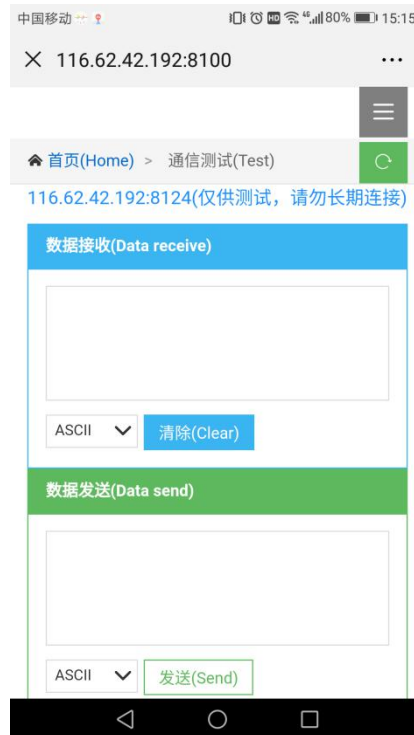 中国移动 HD 46 80% 15:15
116.62.42.192:8100
首页(Home) > 通信测试(Test)
116.62.42.192:8124(仅供测试，请勿长期连接)
数据接收(Data receive)
ASCII 清除(Clear)
数据发送(Data send)
ASCII 发送(Send)